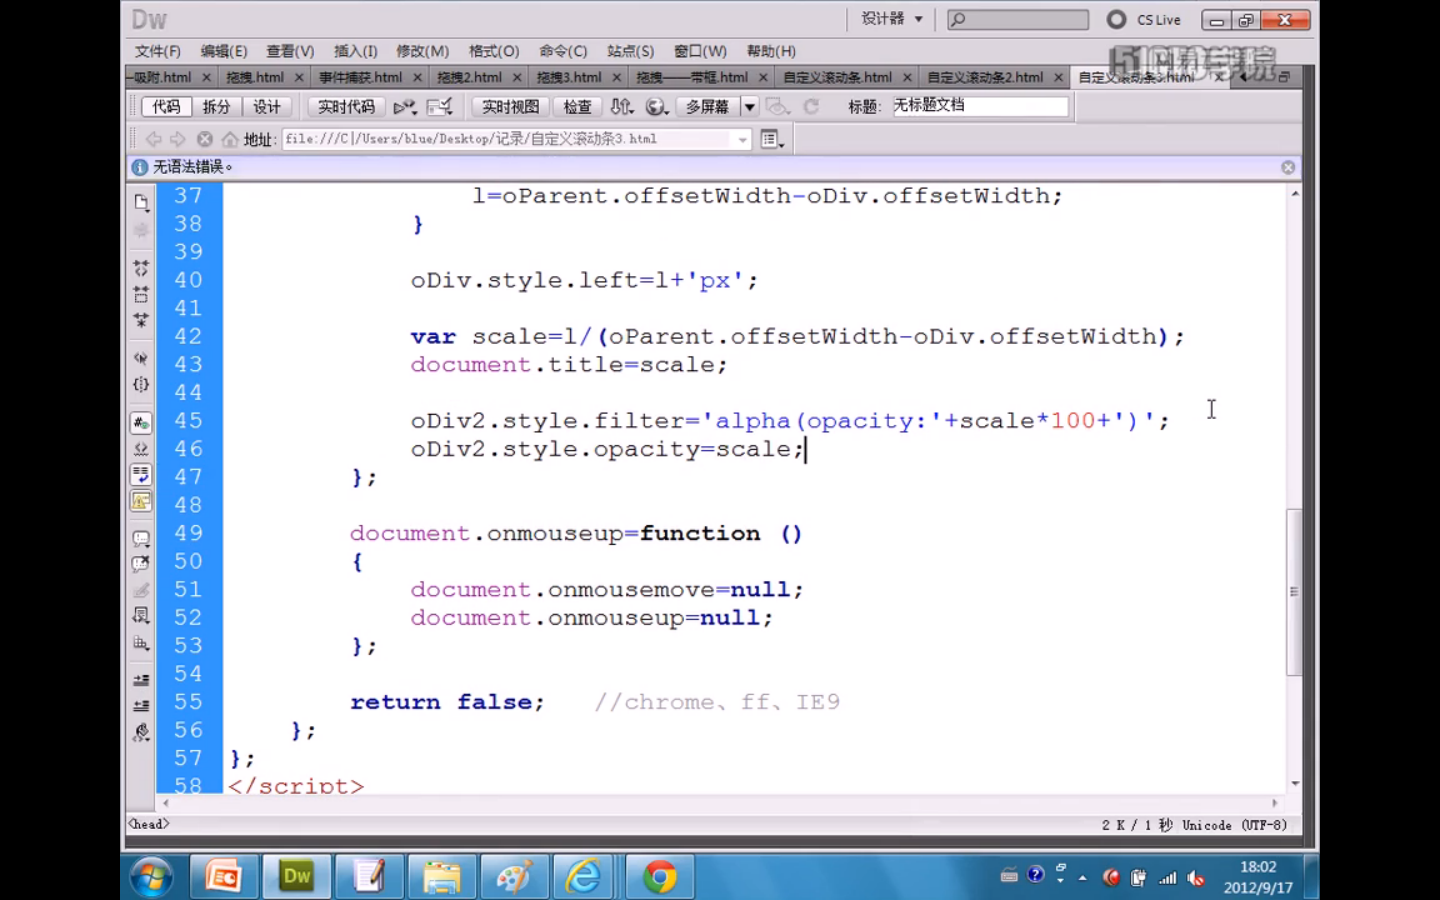 Dw 设计器 CS Live
文件(F) 编辑(E) 查看(V) 插入(I) 修改(M) 格式(O) 命令(C) 站点(S) 窗口(W) 帮助(H)
一吸附.html 拖拽.html 事件捕获.html 拖拽2.html 拖拽3.html 拖拽——带框.html 自定义滚动条.html 自定义滚动条2.html 自定义滚动条3.html
代码 拆分 设计 实时代码 实时视图 检查 多屏幕 标题: 无标题文档
地址: file:///C|/Users/blue/Desktop/记录/自定义滚动条3.html
无语法错误。
37 l=oParent.offsetWidth-oDiv.offsetWidth;
38 }
39
40 oDiv.style.left=l+'px';
41
42 var scale=l/(oParent.offsetWidth-oDiv.offsetWidth);
43 document.title=scale;
44
45 oDiv2.style.filter='alpha(opacity:'+scale*100+')';
46 oDiv2.style.opacity=scale;
47 };
48
49 document.onmouseup=function ()
50 {
51 document.onmousemove=null;
52 document.onmouseup=null;
53 };
54
55 return false; //chrome、ff、IE9
56 };
57 };
58 </script>
<head> 2 K / 1 秒 Unicode (UTF-8)
Dw
18:02
2012/9/17